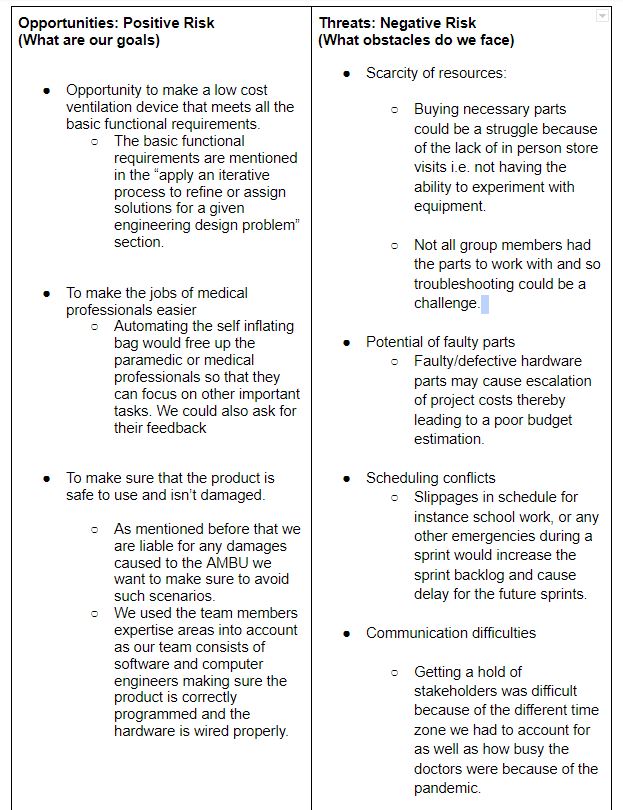 Opportunities: Positive Risk
(What are our goals)
● Opportunity to make a low cost
ventilation device that meets all the
basic functional requirements.
○ The basic functional
requirements are mentioned
in the “apply an iterative
process to refine or assign
solutions for a given
engineering design problem”
section.
● To make the jobs of medical
professionals easier
○ Automating the self inflating
bag would free up the
paramedic or medical
professionals so that they
can focus on other important
tasks. We could also ask for
their feedback
● To make sure that the product is
safe to use and isn’t damaged.
○ As mentioned before that we
are liable for any damages
caused to the AMBU we
want to make sure to avoid
such scenarios.
○ We used the team members
expertise areas into account
as our team consists of
software and computer
engineers making sure the
product is correctly
programmed and the
hardware is wired properly.
Threats: Negative Risk
(What obstacles do we face)
● Scarcity of resources:
○ Buying necessary parts
could be a struggle because
of the lack of in person store
visits i.e. not having the
ability to experiment with
equipment.
○ Not all group members had
the parts to work with and so
troubleshooting could be a
challenge.
● Potential of faulty parts
○ Faulty/defective hardware
parts may cause escalation
of project costs thereby
leading to a poor budget
estimation.
● Scheduling conflicts
○ Slippages in schedule for
instance school work, or any
other emergencies during a
sprint would increase the
sprint backlog and cause
delay for the future sprints.
● Communication difficulties
○ Getting a hold of
stakeholders was difficult
because of the different time
zone we had to account for
as well as how busy the
doctors were because of the
pandemic.